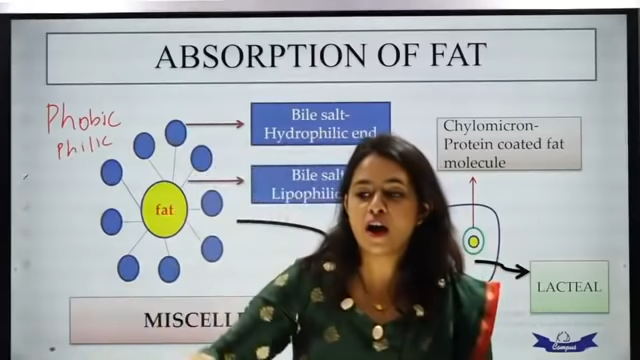 ABSORPTION OF FAT
Phobic
Philic
Bile salt-
Hydrophilic end
Bile salt
Lipophilic
fat
Chylomicron-
Protein coated fat
molecule
LACTEAL
MISCELL
Campus